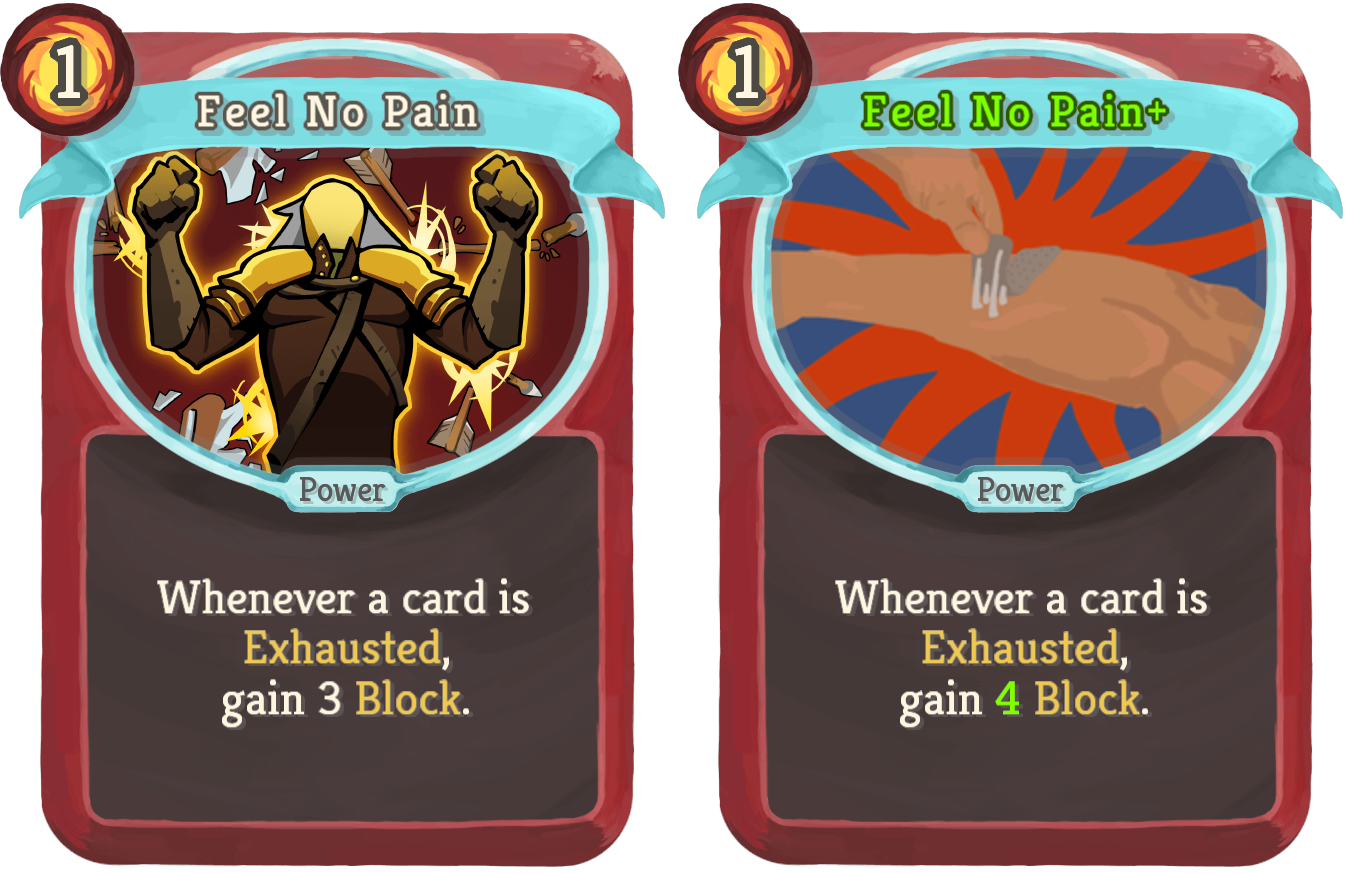 1
Feel No Pain
Power
Whenever a card is
Exhausted,
gain 3 Block.
1
Feel No Pain+
Power
Whenever a card is
Exhausted,
gain 4 Block.